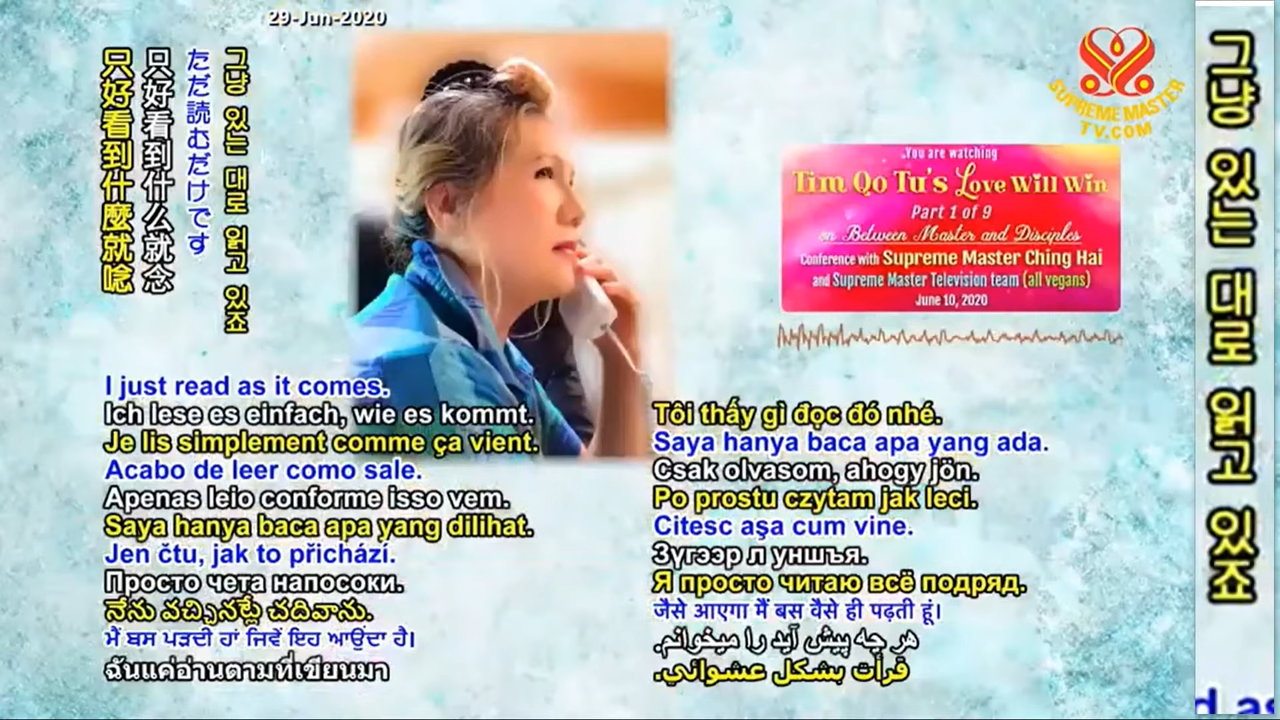 29-Jun-2020
그냥 있는 대로 읽고 있죠
ただ読むだけです
只好看到什么就念
只好看到什麼就唸
SUPREME MASTER
TV.COM
You are watching
Tim Qo Tu's Love Will Win
Part 1 of 9
on Between Master and Disciples
Conference with Supreme Master Ching Hai
and Supreme Master Television team (all vegans)
June 10, 2020
I just read as it comes.
Ich lese es einfach, wie es kommt.
Je lis simplement comme ça vient.
Acabo de leer como sale.
Apenas leio conforme isso vem.
Saya hanya baca apa yang dilihat.
Jen čtu, jak to přichází.
Просто чета напосоки.
నేను వచ్చినట్లే చదివాను.
ਮੈਂ ਬਸ ਪੜਦੀ ਹਾਂ ਜਿਵੇਂ ਇਹ ਆਉਂਦਾ ਹੈ।
ฉันแค่อ่านตามที่เขียนมา
Tôi thấy gì đọc đó nhé.
Saya hanya baca apa yang ada.
Csak olvasom, ahogy jön.
Po prostu czytam jak leci.
Citesc aşa cum vine.
Зүгээр л уншъя.
Я просто читаю всё подряд.
जैसे आएगा मैं बस वैसे ही पढ़ती हूं।
هر چه پیش آید را میخوانم.
قرأت بشكل عشوائي.
그냥 있는 대로 읽고 있죠
d as